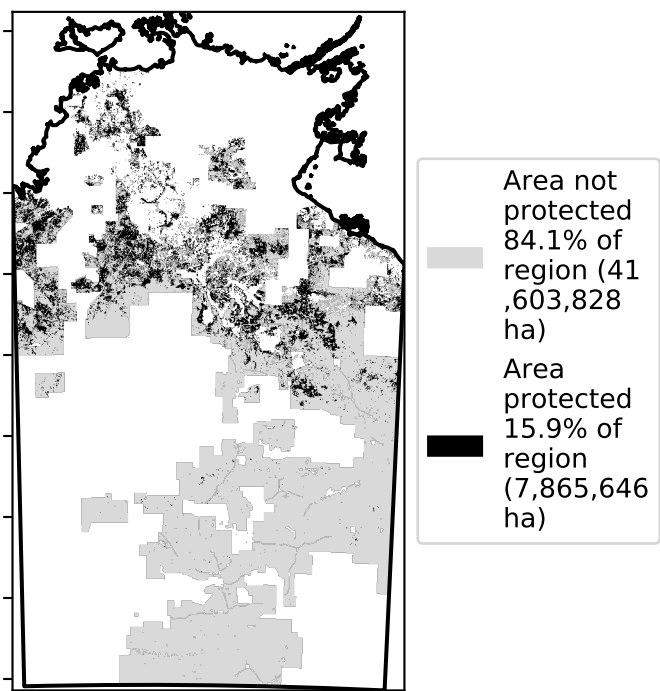 Area not
protected
84.1% of
region (41
,603,828
ha)
Area
protected
15.9% of
region
(7,865,646
ha)